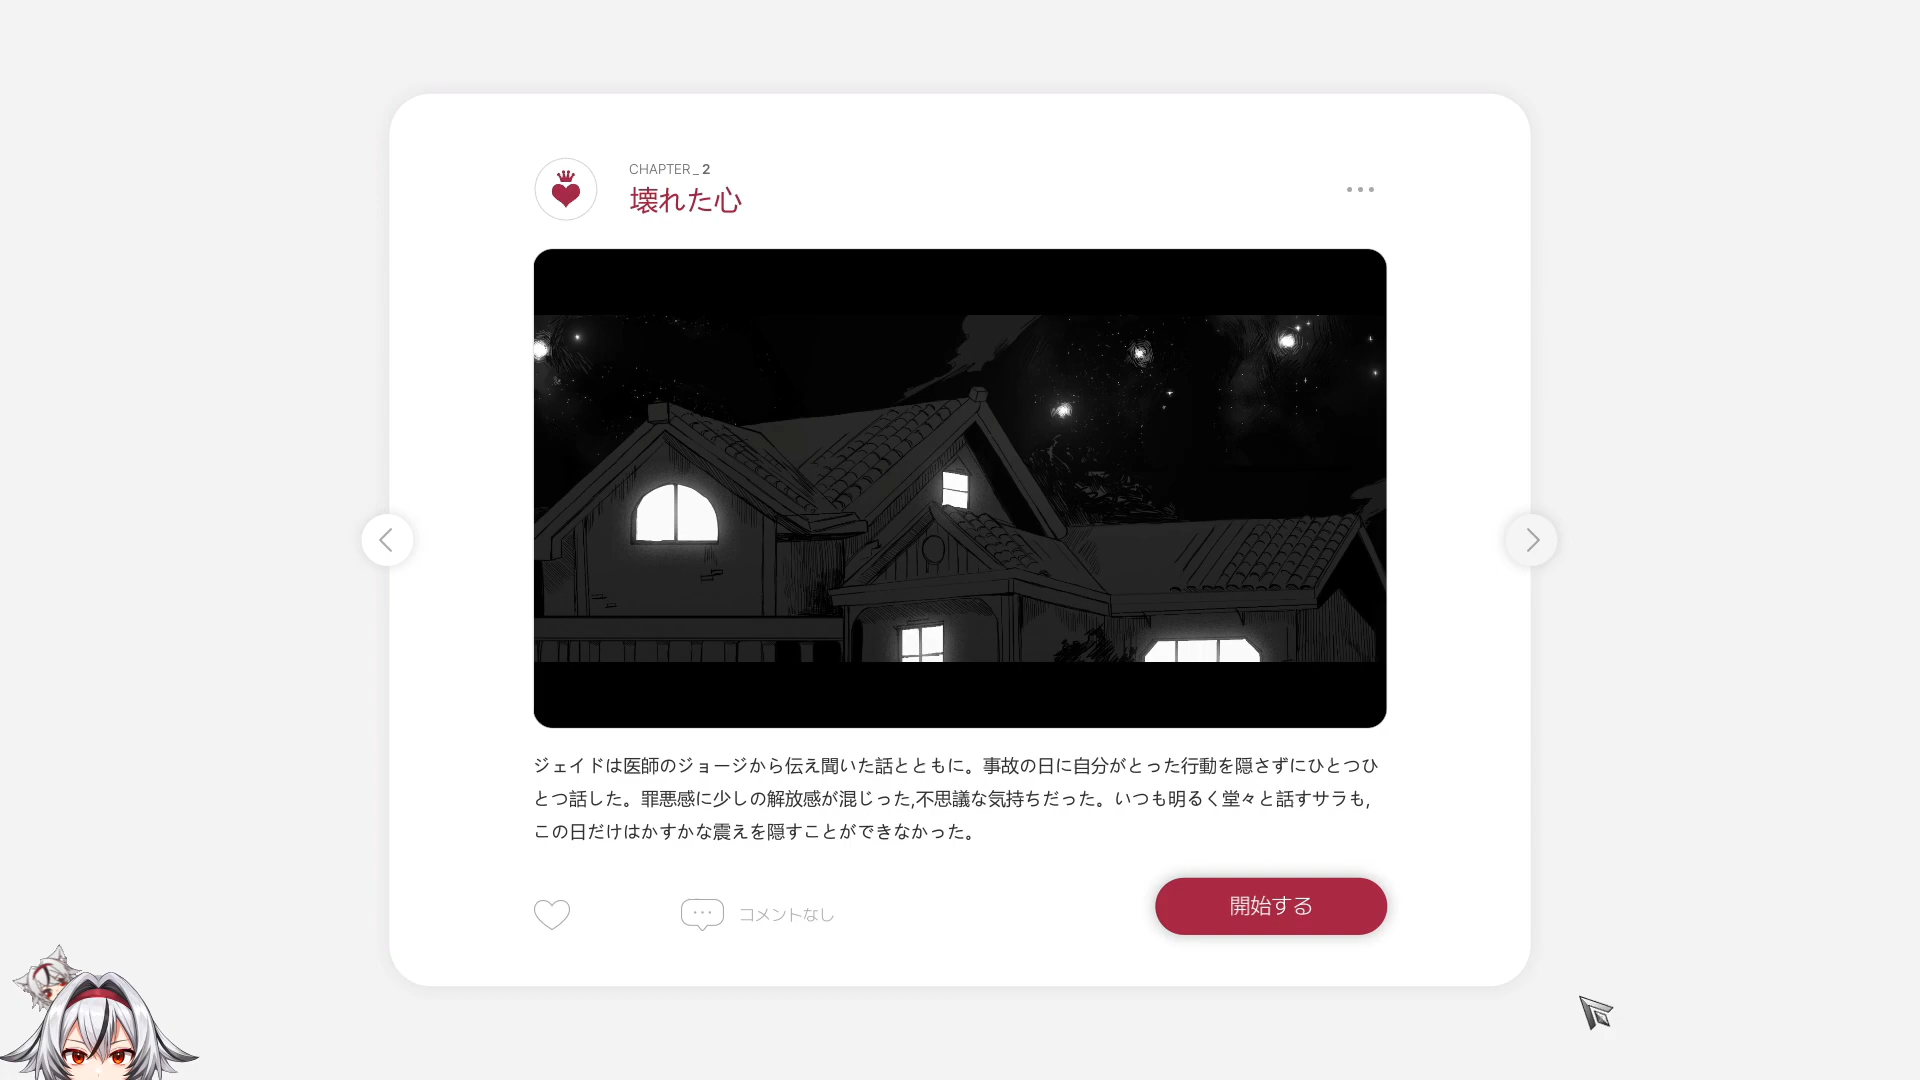 CHAPTER_2
壊れた心
ジェイドは医師のジョージから伝え聞いた話とともに。事故の日に自分がとった行動を隠さずにひとつひ
とつ話した。罪悪感に少しの解放感が混じった,不思議な気持ちだった。いつも明るく堂々と話すサラも,
この日だけはかすかな震えを隠すことができなかった。
コメントなし
開始する